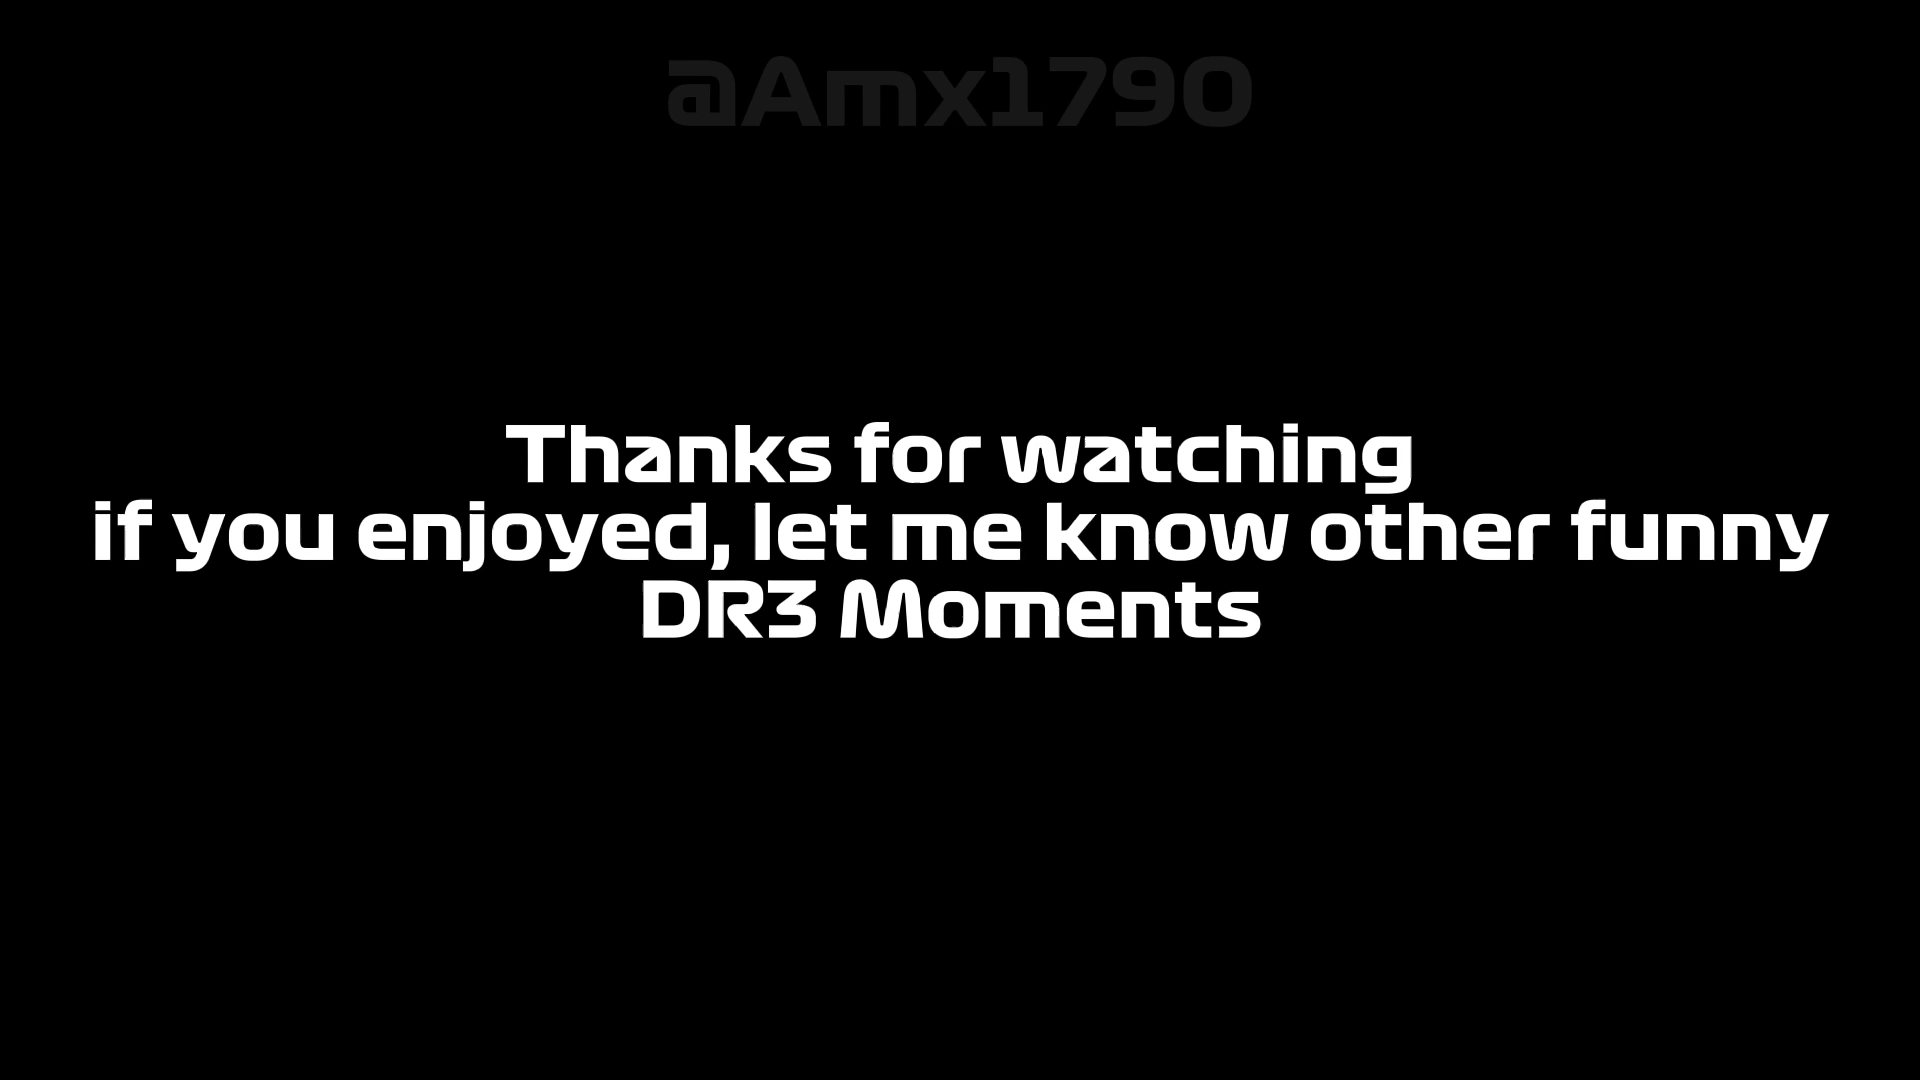 @Amx1790
Thanks for watching
if you enjoyed, let me know other funny
DR3 Moments